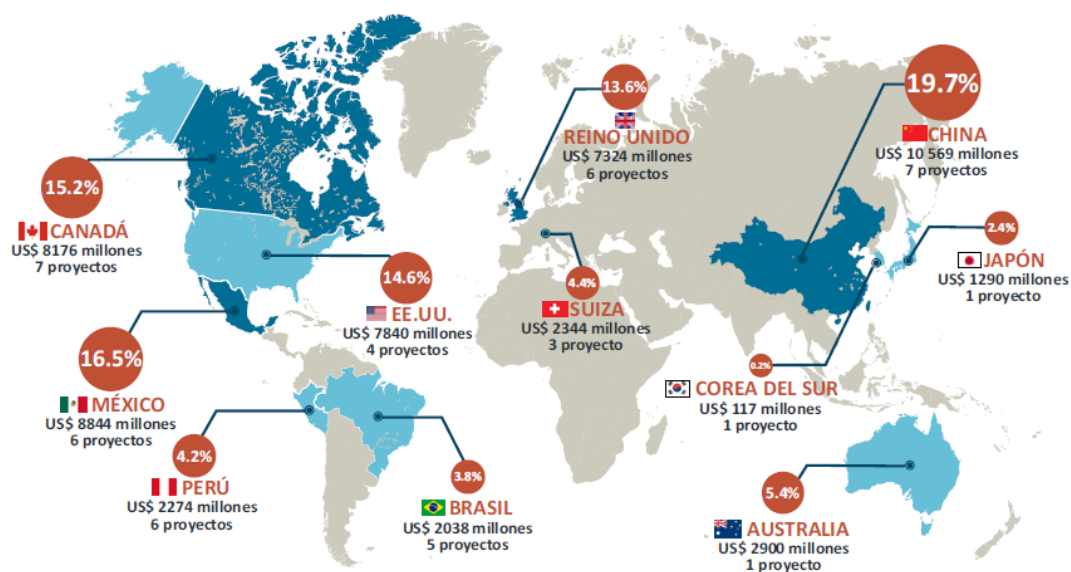 13.6%
REINO UNIDO
US$ 7324 millones
6 proyectos
19.7%
CHINA
US$ 10 569 millones
7 proyectos
15.2%
CANADÁ
US$ 8176 millones
7 proyectos
14.6%
EE.UU.
US$ 7840 millones
4 proyectos
4.4%
SUIZA
US$ 2344 millones
3 proyecto
2.4%
JAPÓN
US$ 1290 millones
1 proyecto
16.5%
MÉXICO
US$ 8844 millones
6 proyectos
0.2%
COREA DEL SUR
US$ 117 millones
1 proyecto
4.2%
PERÚ
US$ 2274 millones
6 proyectos
3.8%
BRASIL
US$ 2038 millones
5 proyectos
5.4%
AUSTRALIA
US$ 2900 millones
1 proyecto